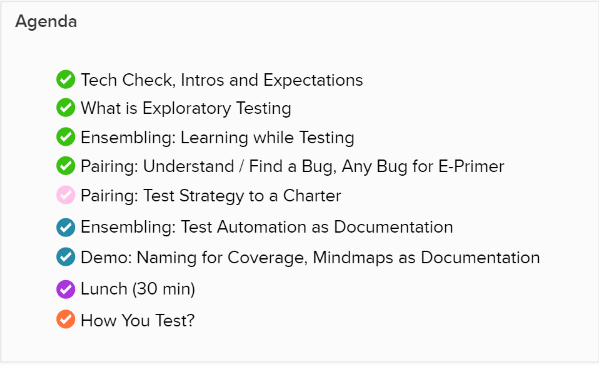 Agenda
Tech Check, Intros and Expectations
What is Exploratory Testing
Ensembling: Learning while Testing
Pairing: Understand / Find a Bug, Any Bug for E-Primer
Pairing: Test Strategy to a Charter
Ensembling: Test Automation as Documentation
Demo: Naming for Coverage, Mindmaps as Documentation
Lunch (30 min)
How You Test?